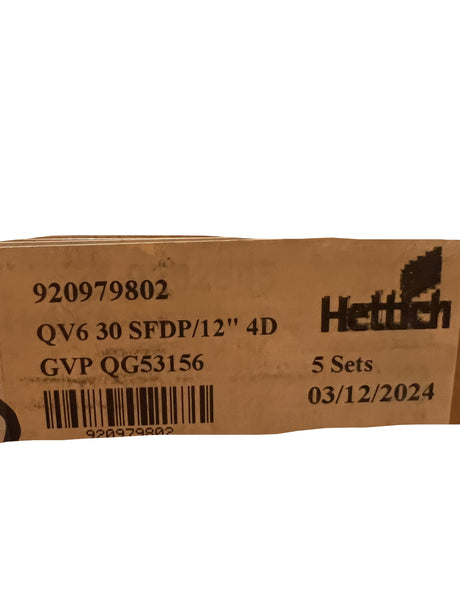 920979802
QV6 30 SFDP/12" 4D
GVP QG53156
920979802
Hettich
5 Sets
03/12/2024